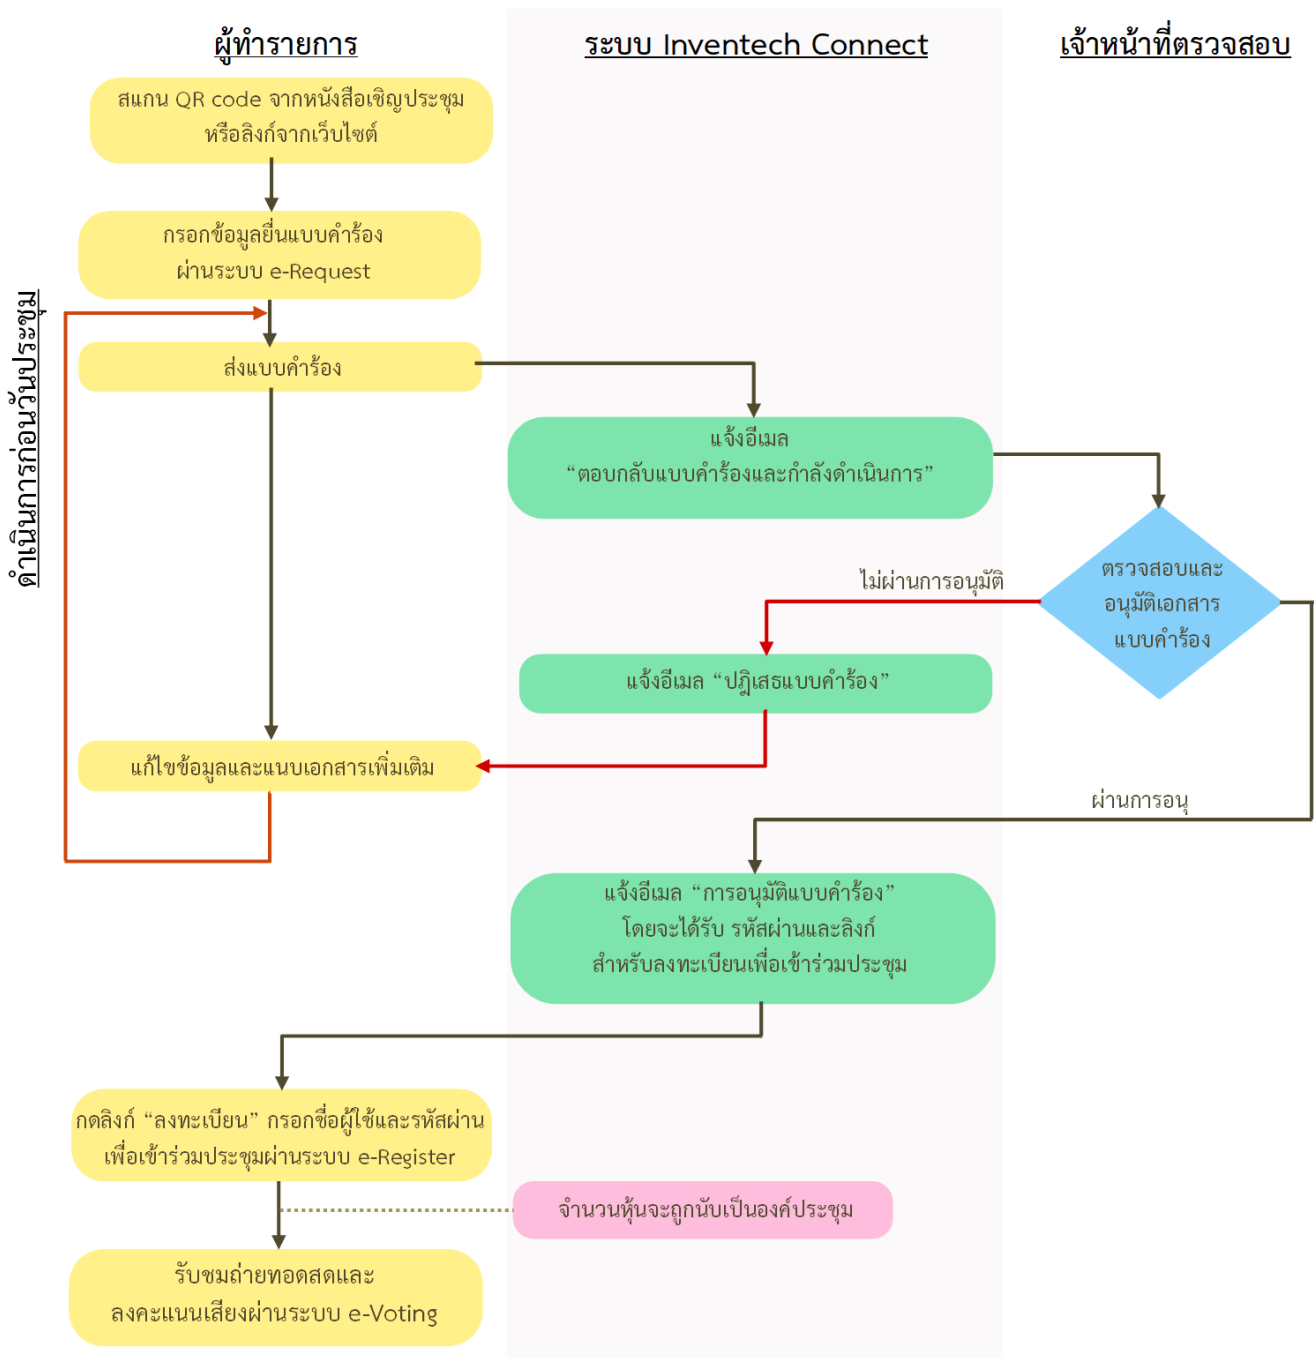 ผู้ทำรายการ
ระบบ Inventech Connect
เจ้าหน้าที่ตรวจสอบ
ดำเนินการก่อนวันประชุม
สแกน QR code จากหนังสือเชิญประชุม
หรือลิงก์จากเว็บไซต์
กรอกข้อมูลยื่นแบบคำร้อง
ผ่านระบบ e-Request
ส่งแบบคำร้อง
แจ้งอีเมล
“ตอบกลับแบบคำร้องและกำลังดำเนินการ”
ตรวจสอบและ
อนุมัติเอกสาร
แบบคำร้อง
ไม่ผ่านการอนุมัติ
แจ้งอีเมล “ปฎิเสธแบบคำร้อง”
แก้ไขข้อมูลและแนบเอกสารเพิ่มเติม
ผ่านการอนุ
แจ้งอีเมล “การอนุมัติแบบคำร้อง”
โดยจะได้รับ รหัสผ่านและลิงก์
สำหรับลงทะเบียนเพื่อเข้าร่วมประชุม
กดลิงก์ “ลงทะเบียน” กรอกชื่อผู้ใช้และรหัสผ่าน
เพื่อเข้าร่วมประชุมผ่านระบบ e-Register
จำนวนหุ้นจะถูกนับเป็นองค์ประชุม
รับชมถ่ายทอดสดและ
ลงคะแนนเสียงผ่านระบบ e-Voting